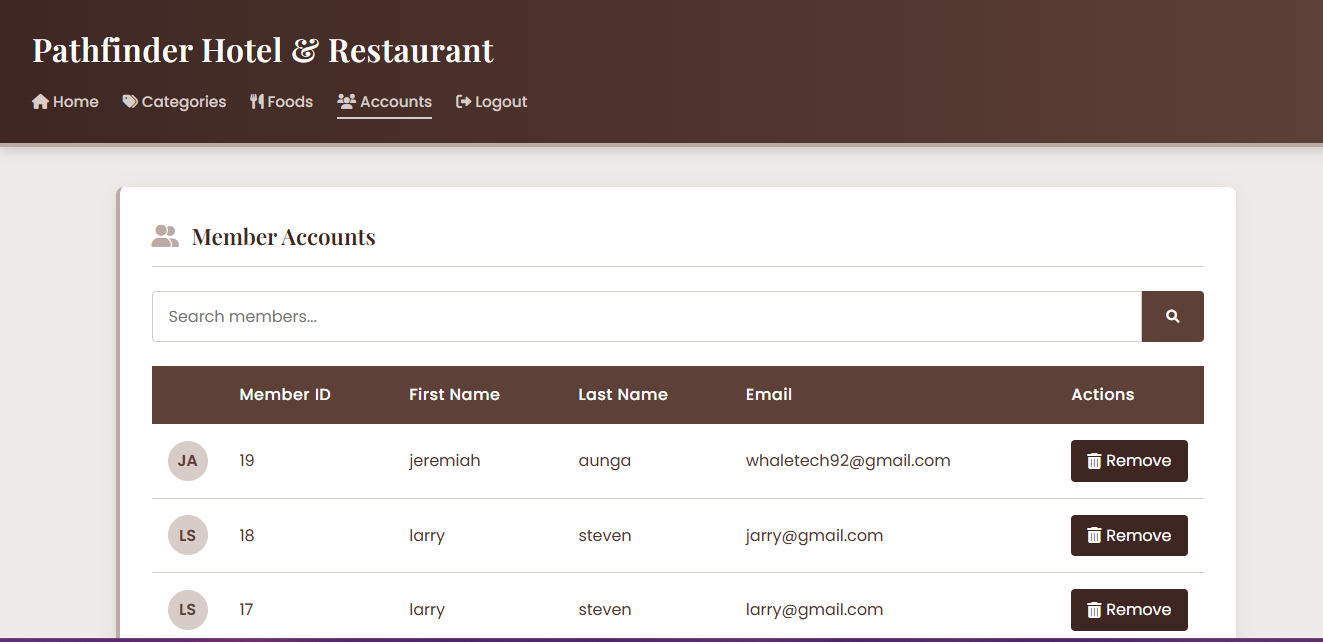 Pathfinder Hotel & Restaurant
Home Categories Foods Accounts Logout
Member Accounts
Search members...
Member ID First Name Last Name Email Actions
JA 19 jeremiah aunga whaletech92@gmail.com Remove
LS 18 larry steven jarry@gmail.com Remove
LS 17 larry steven larry@gmail.com Remove